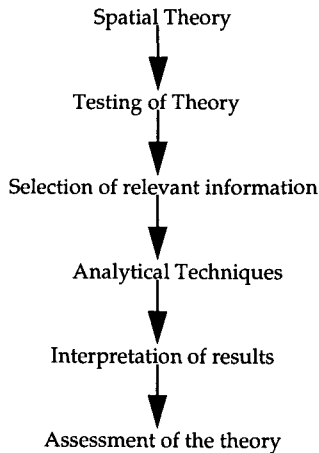 Spatial Theory
Testing of Theory
Selection of relevant information
Analytical Techniques
Interpretation of results
Assessment of the theory